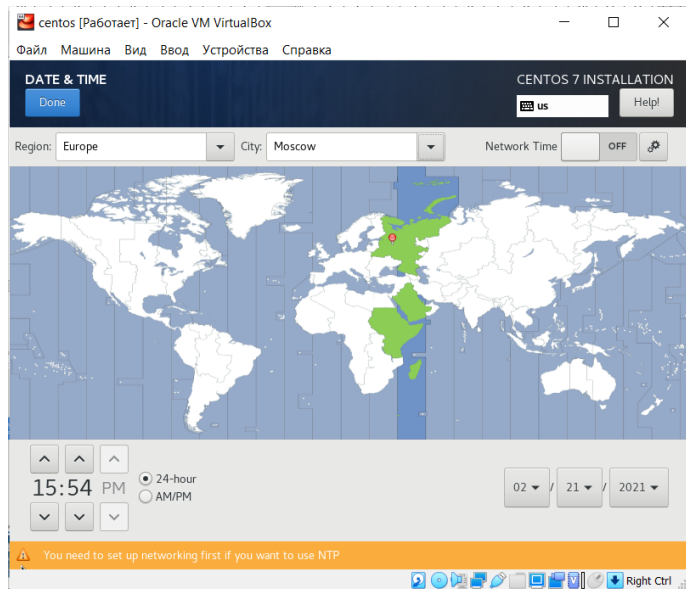 centos [Работает] - Oracle VM VirtualBox
Файл Машина Вид Ввод Устройства Справка
DATE & TIME
CENTOS 7 INSTALLATION
Done
us
Help!
Region: Europe City: Moscow Network Time OFF
15:54 PM
24-hour
AM/PM
02 / 21 / 2021
You need to set up networking first if you want to use NTP
Right Ctrl